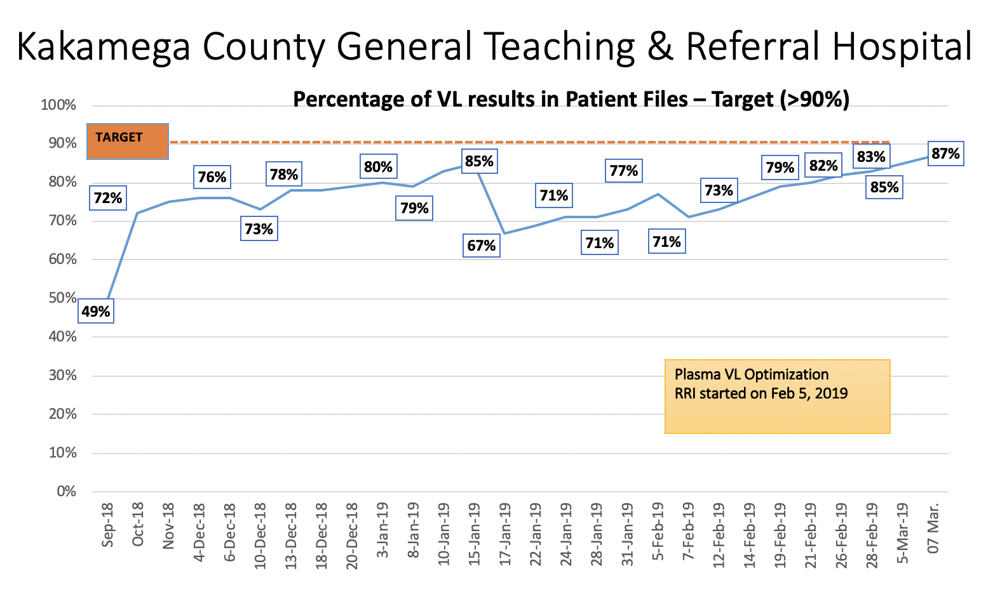 Kakamega County General Teaching & Referral Hospital
Percentage of VL results in Patient Files – Target (>90%)
100%
90%
80%
70%
60%
50%
40%
30%
20%
10%
0%
TARGET
49%
72%
76%
73%
78%
80%
79%
85%
67%
71%
71%
77%
71%
73%
79%
82%
83%
85%
87%
Plasma VL Optimization
RRI started on Feb 5, 2019
Sep-18
Oct-18
Nov-18
4-Dec-18
6-Dec-18
10-Dec-18
13-Dec-18
18-Dec-18
20-Dec-18
3-Jan-19
8-Jan-19
10-Jan-19
15-Jan-19
17-Jan-19
22-Jan-19
24-Jan-19
28-Jan-19
31-Jan-19
5-Feb-19
7-Feb-19
12-Feb-19
14-Feb-19
19-Feb-19
21-Feb-19
26-Feb-19
28-Feb-19
5-Mar-19
07 Mar.